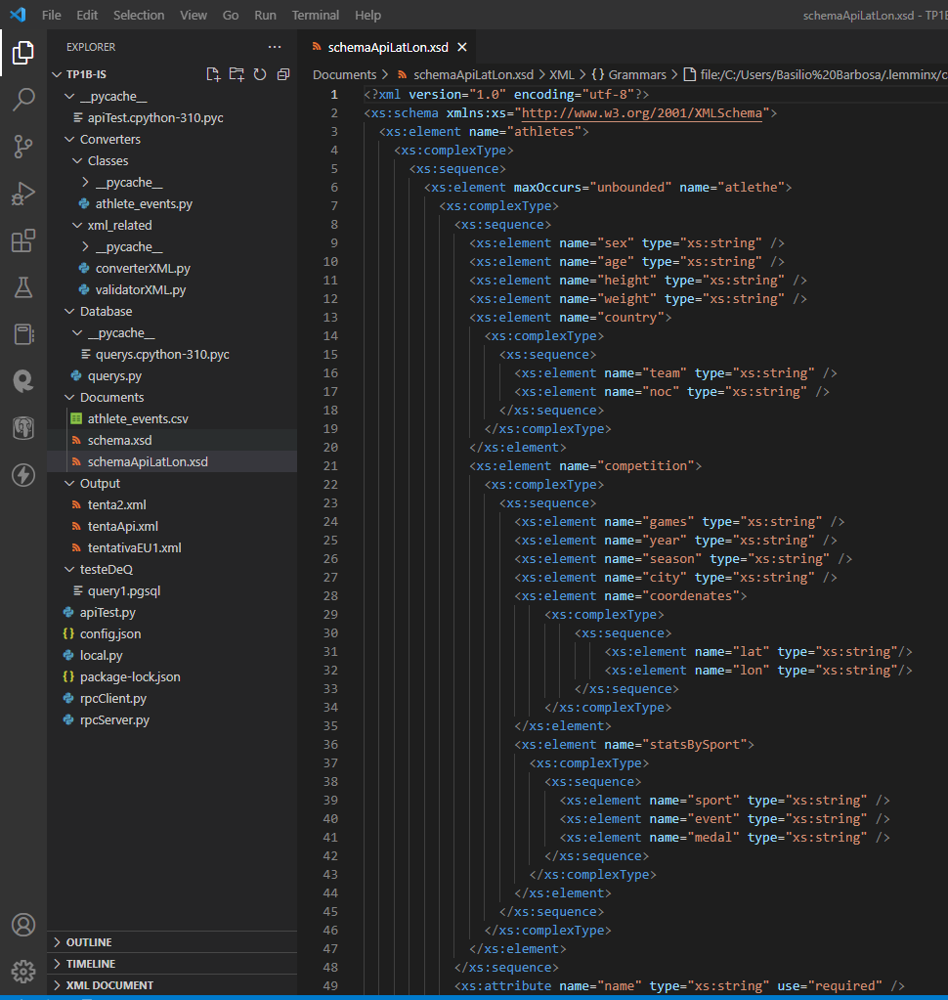 File Edit Selection View Go Run Terminal Help
schemaApiLatLon.xsd - TP1B
EXPLORER
TP1B-IS
__pycache__
apiTest.cpython-310.pyc
Converters
Classes
__pycache__
athlete_events.py
xml_related
__pycache__
converterXML.py
validatorXML.py
Database
__pycache__
querys.cpython-310.pyc
querys.py
Documents
athlete_events.csv
schema.xsd
schemaApiLatLon.xsd
Output
tenta2.xml
tentaApi.xml
tentativaEU1.xml
testeDeQ
query1.pgsql
apiTest.py
config.json
local.py
package-lock.json
rpcClient.py
rpcServer.py
OUTLINE
TIMELINE
XML DOCUMENT
schemaApiLatLon.xsd
Documents > schemaApiLatLon.xsd > XML > {} Grammars > file:/C:/Users/Basilio%20Barbosa/.lemminx/c
1 <?xml version="1.0" encoding="utf-8"?>
2 <xs:schema xmlns:xs="http://www.w3.org/2001/XMLSchema">
3 <xs:element name="athletes">
4 <xs:complexType>
5 <xs:sequence>
6 <xs:element maxOccurs="unbounded" name="atlethe">
7 <xs:complexType>
8 <xs:sequence>
9 <xs:element name="sex" type="xs:string" />
10 <xs:element name="age" type="xs:string" />
11 <xs:element name="height" type="xs:string" />
12 <xs:element name="weight" type="xs:string" />
13 <xs:element name="country">
14 <xs:complexType>
15 <xs:sequence>
16 <xs:element name="team" type="xs:string" />
17 <xs:element name="noc" type="xs:string" />
18 </xs:sequence>
19 </xs:complexType>
20 </xs:element>
21 <xs:element name="competition">
22 <xs:complexType>
23 <xs:sequence>
24 <xs:element name="games" type="xs:string" />
25 <xs:element name="year" type="xs:string" />
26 <xs:element name="season" type="xs:string" />
27 <xs:element name="city" type="xs:string" />
28 <xs:element name="coordenates">
29 <xs:complexType>
30 <xs:sequence>
31 <xs:element name="lat" type="xs:string"/>
32 <xs:element name="lon" type="xs:string"/>
33 </xs:sequence>
34 </xs:complexType>
35 </xs:element>
36 <xs:element name="statsBySport">
37 <xs:complexType>
38 <xs:sequence>
39 <xs:element name="sport" type="xs:string" />
40 <xs:element name="event" type="xs:string" />
41 <xs:element name="medal" type="xs:string" />
42 </xs:sequence>
43 </xs:complexType>
44 </xs:element>
45 </xs:sequence>
46 </xs:complexType>
47 </xs:element>
48 </xs:sequence>
49 <xs:attribute name="name" type="xs:string" use="required" />